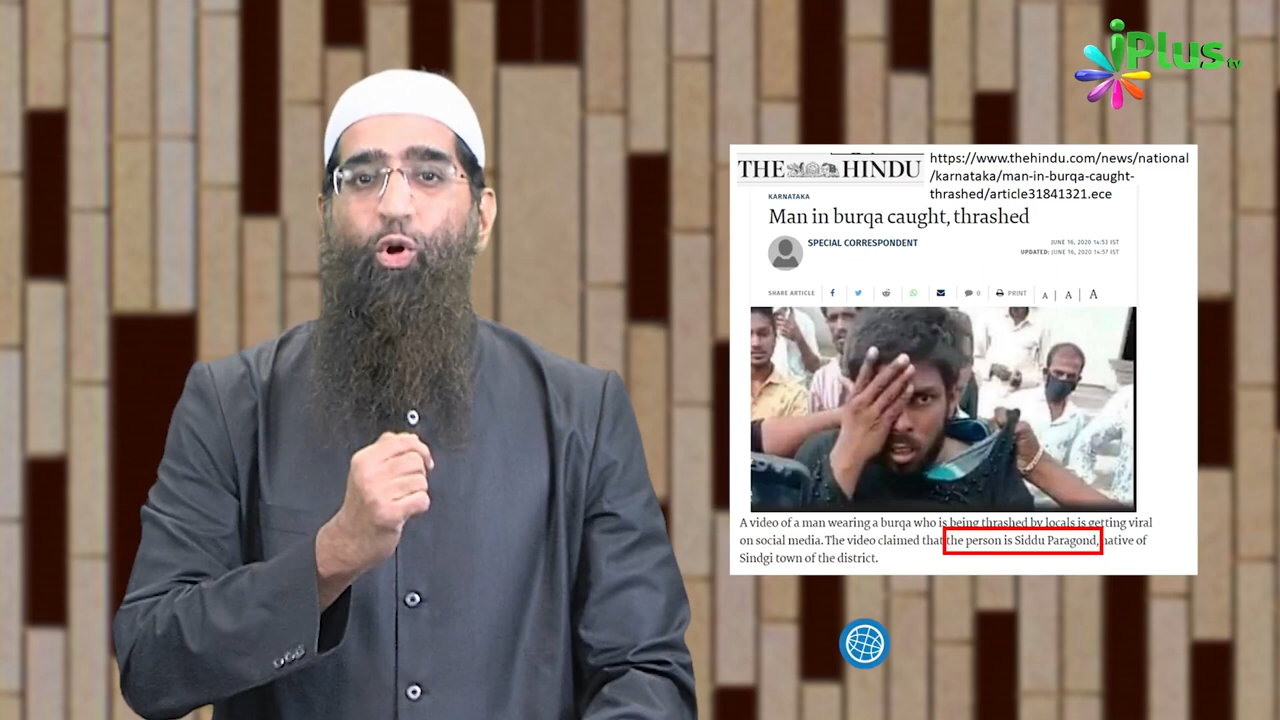 iPlus tv
THE HINDU
https://www.thehindu.com/news/national
/karnataka/man-in-burqa-caught-
thrashed/article31841321.ece
KARNATAKA
Man in burqa caught, thrashed
SPECIAL CORRESPONDENT
JUNE 16, 2020 14:53 IST
UPDATED: JUNE 16, 2020 14:57 IST
SHARE ARTICLE 0 PRINT A | A | A
A video of a man wearing a burqa who is being thrashed by locals is getting viral
on social media. The video claimed that the person is Siddu Paragond, native of
Sindgi town of the district.